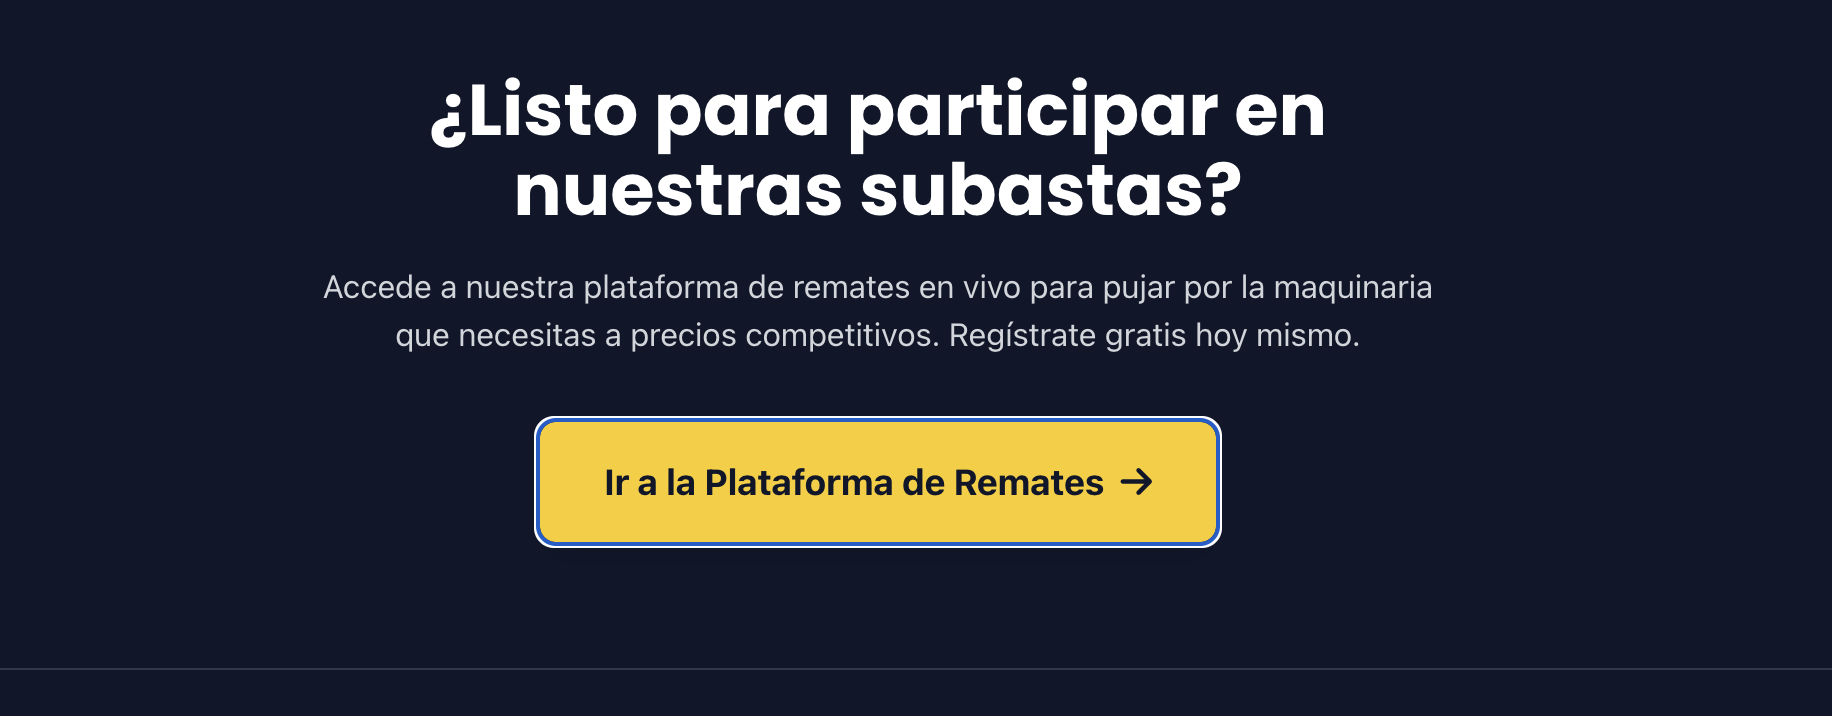 ¿Listo para participar en
nuestras subastas?
Accede a nuestra plataforma de remates en vivo para pujar por la maquinaria
que necesitas a precios competitivos. Regístrate gratis hoy mismo.
Ir a la Plataforma de Remates →